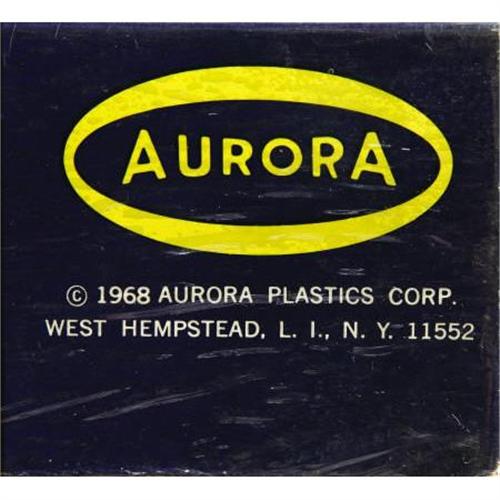 AURORA
© 1968 AURORA PLASTICS CORP.
WEST HEMPSTEAD, L. I., N. Y. 11552